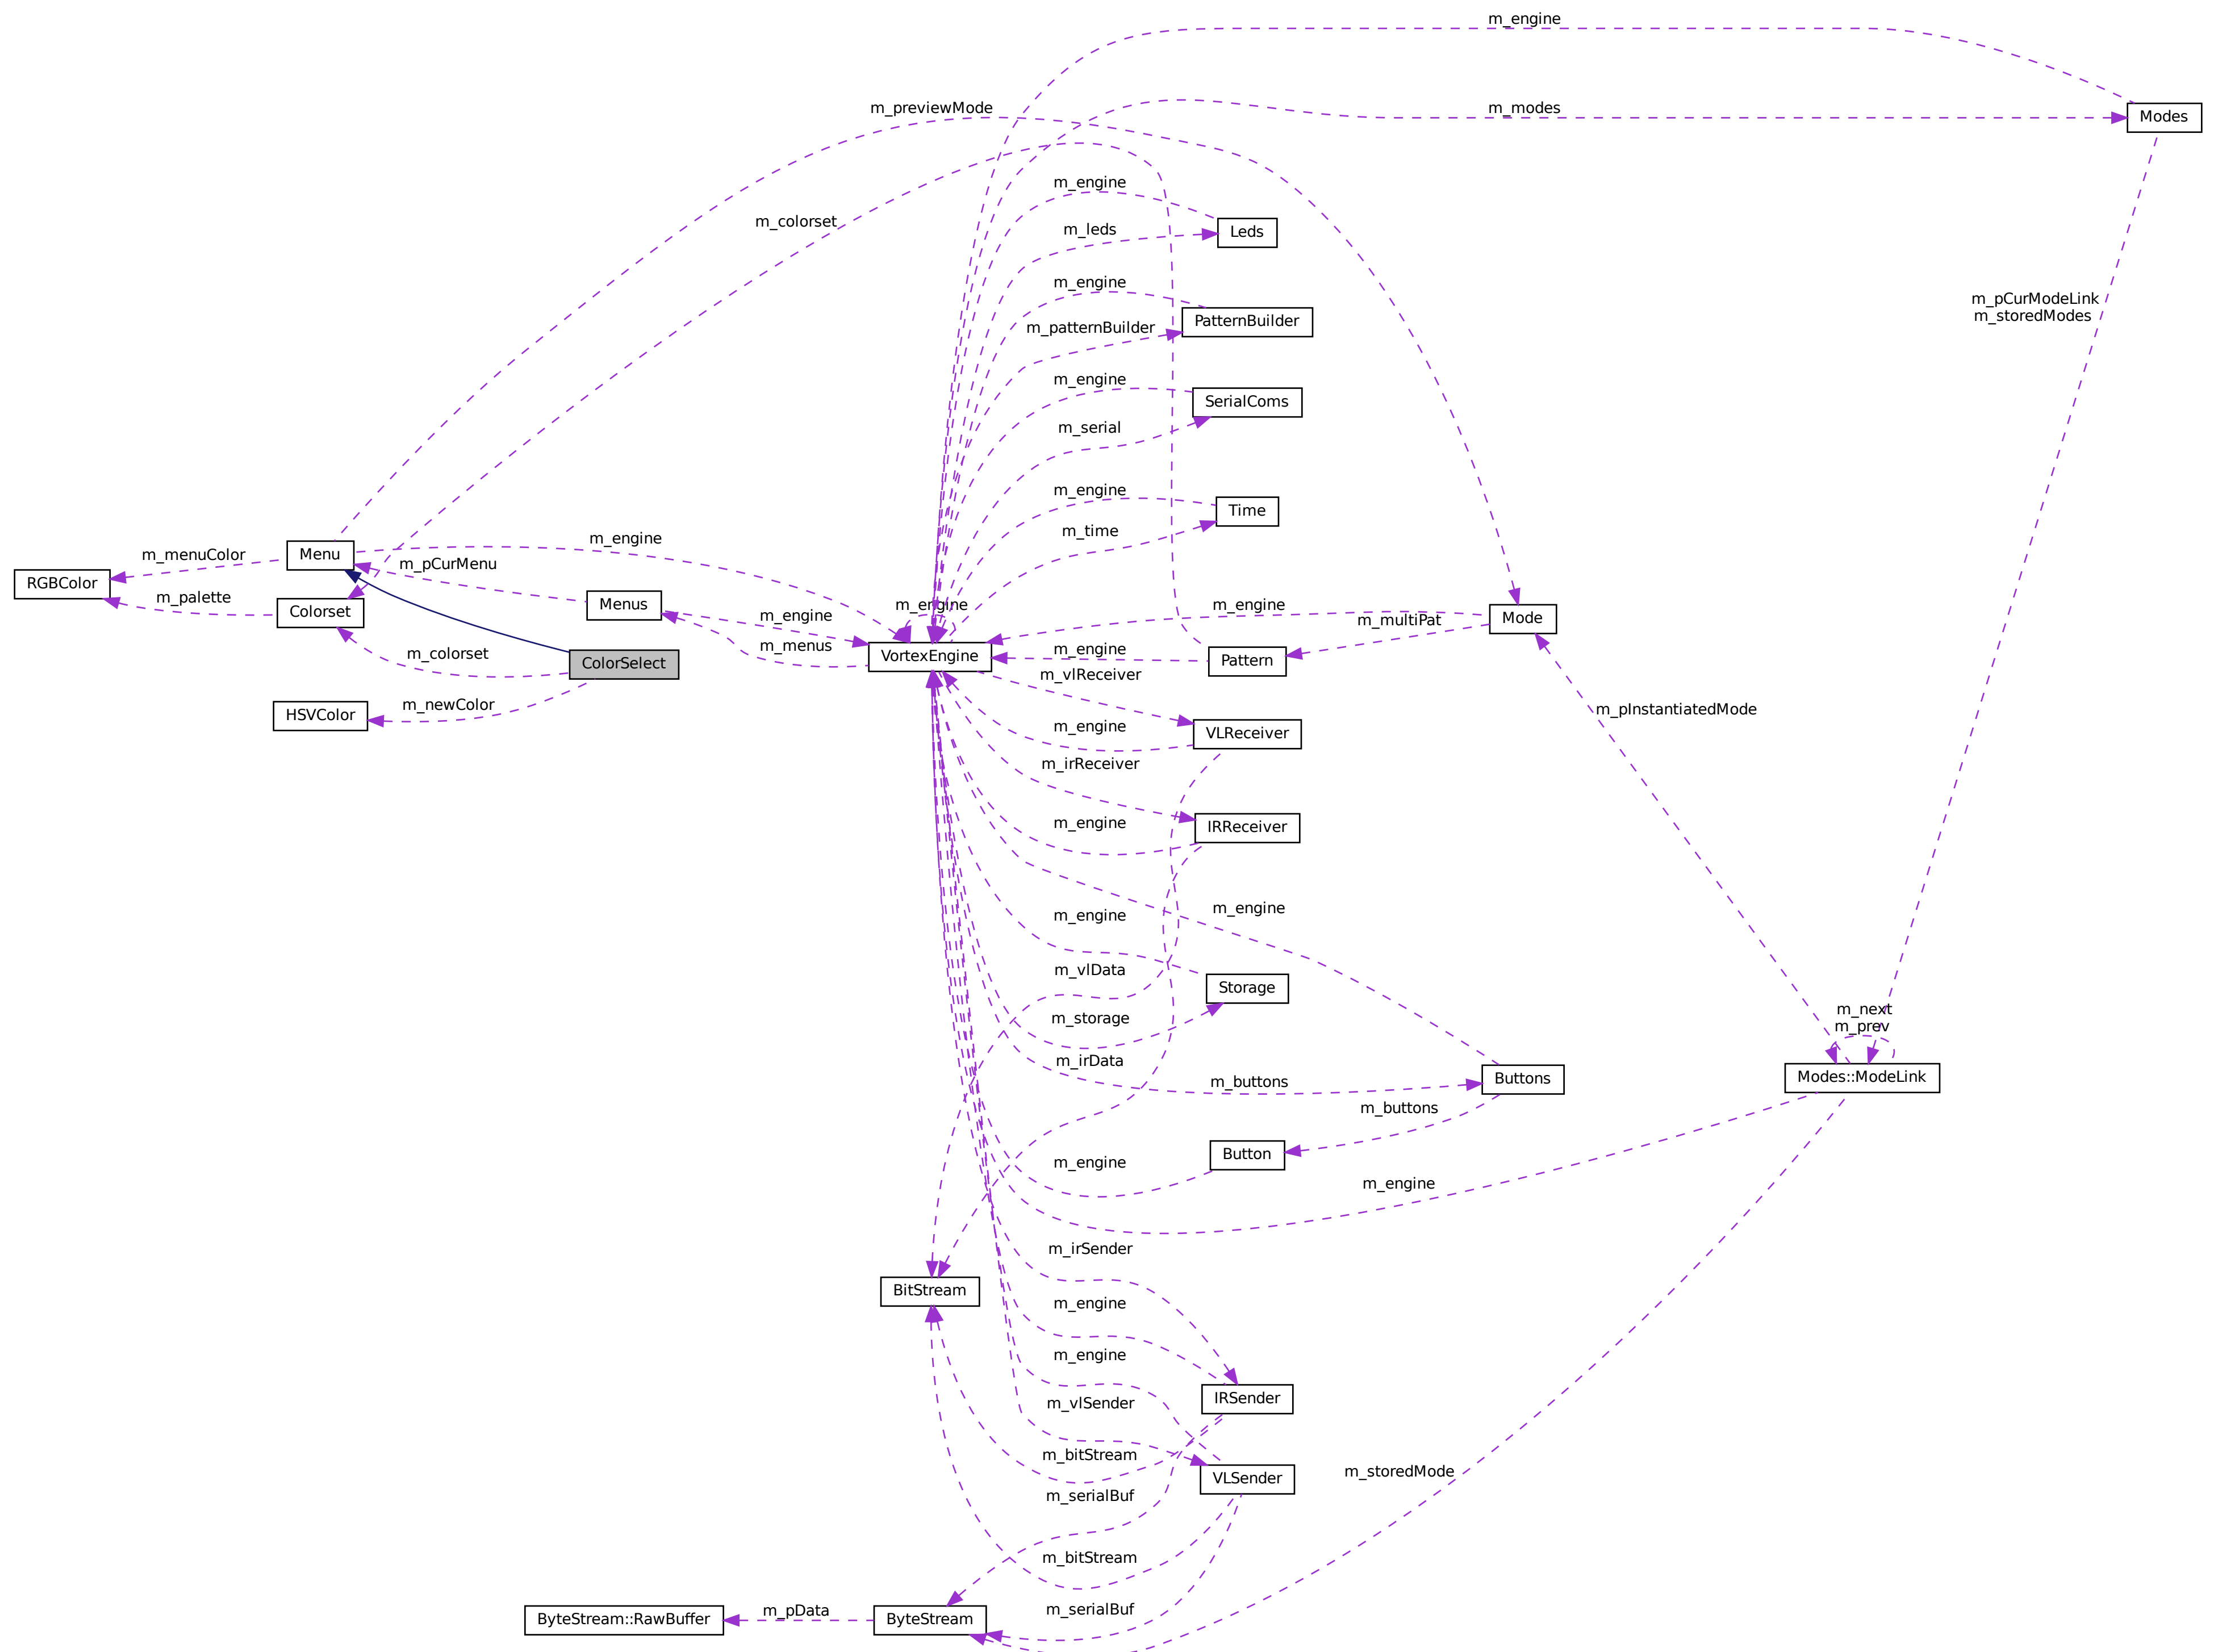 m_engine
m_previewMode
m_modes
Modes
m_engine
m_colorset
m_leds
Leds
m_engine
m_pCurModeLink
m_storedModes
PatternBuilder
m_patternBuilder
m_engine
SerialComs
m_serial
m_engine
Time
m_time
m_engine
m_menuColor
Menu
RGBColor
m_pCurMenu
m_palette
Colorset
Menus
m_engine
m_engine
m_engine
Mode
m_multiPat
m_menus
VortexEngine
m_engine
Pattern
m_colorset
ColorSelect
m_vlReceiver
m_newColor
HSVColor
m_pInstantiatedMode
m_engine
VLReceiver
m_irReceiver
m_engine
IRReceiver
m_engine
m_engine
m_vlData
Storage
m_storage
m_next
m_prev
m_irData
m_buttons
Buttons
Modes::ModeLink
m_buttons
Button
m_engine
m_engine
m_irSender
BitStream
m_engine
m_engine
IRSender
m_vlSender
m_bitStream
VLSender
m_storedMode
m_serialBuf
m_bitStream
m_serialBuf
ByteStream::RawBuffer
m_pData
ByteStream